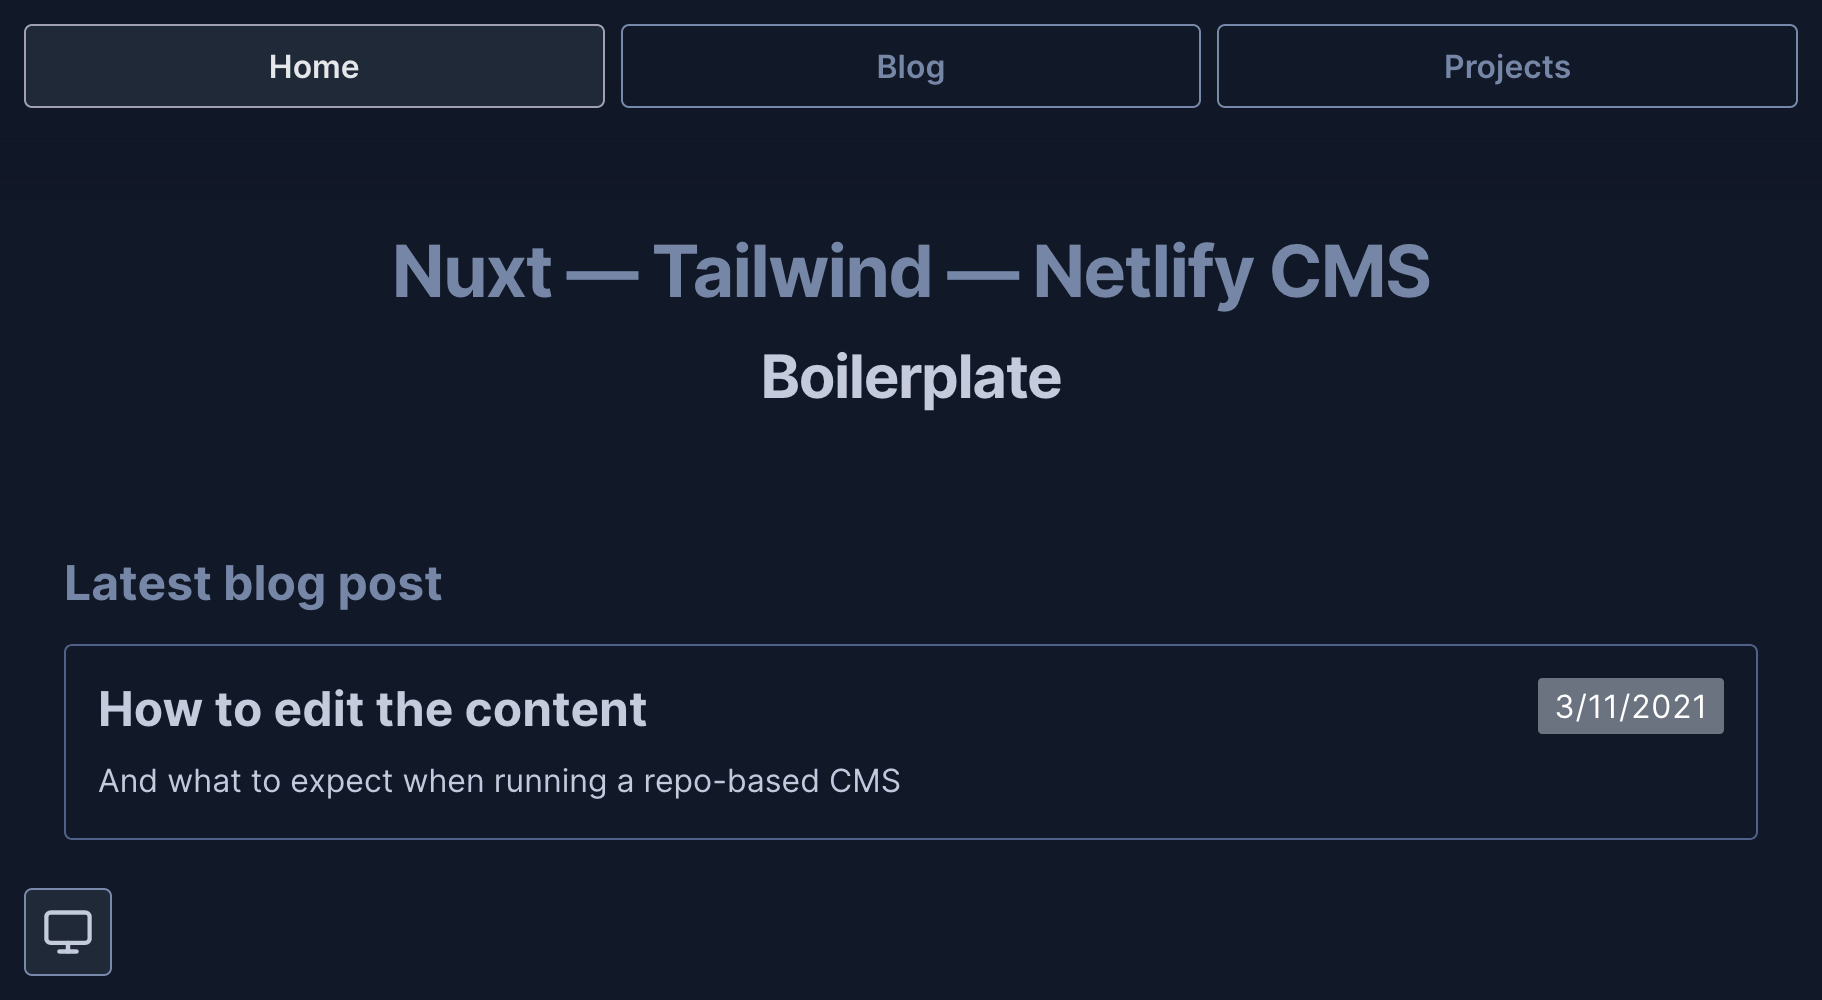 Home
Blog
Projects
Nuxt — Tailwind — Netlify CMS
Boilerplate
Latest blog post
How to edit the content
3/11/2021
And what to expect when running a repo-based CMS